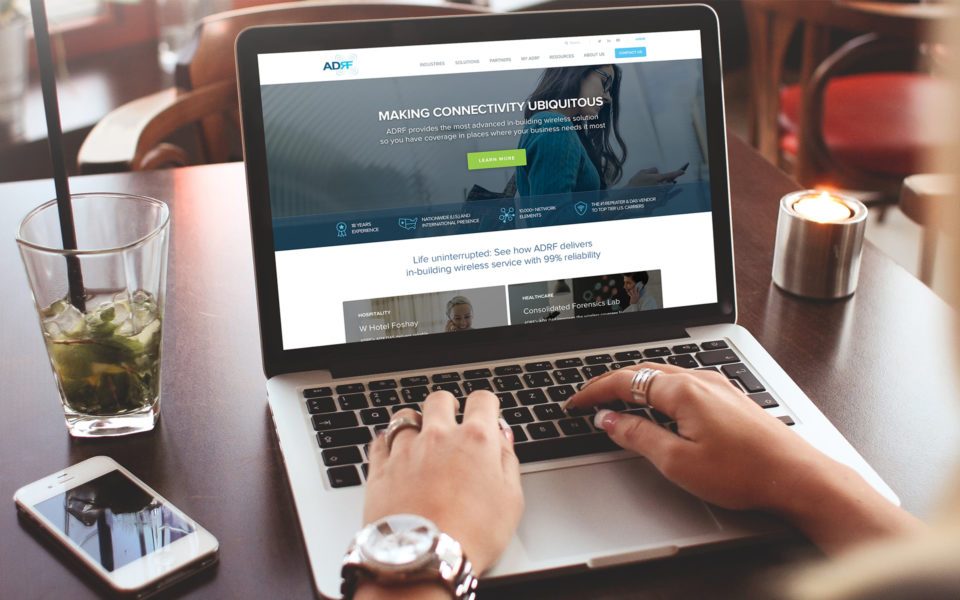 Search
ADRF
INDUSTRIES SOLUTIONS PARTNERS MY ADRF RESOURCES ABOUT US CONTACT US
MAKING CONNECTIVITY UBIQUITOUS
ADRF provides the most advanced in-building wireless solution
so you have coverage in places where your business needs it most
LEARN MORE
18 YEARS
EXPERIENCE
NATIONWIDE (U.S.) AND
INTERNATIONAL PRESENCE
10,000+ NETWORK
ELEMENTS
THE #1 REPEATER & DAS VENDOR
TO TOP TIER U.S. CARRIERS
Life uninterrupted: See how ADRF delivers
in-building wireless service with 99% reliability
HOSPITALITY
W Hotel Foshay
HEALTHCARE
Consolidated Forensics Lab